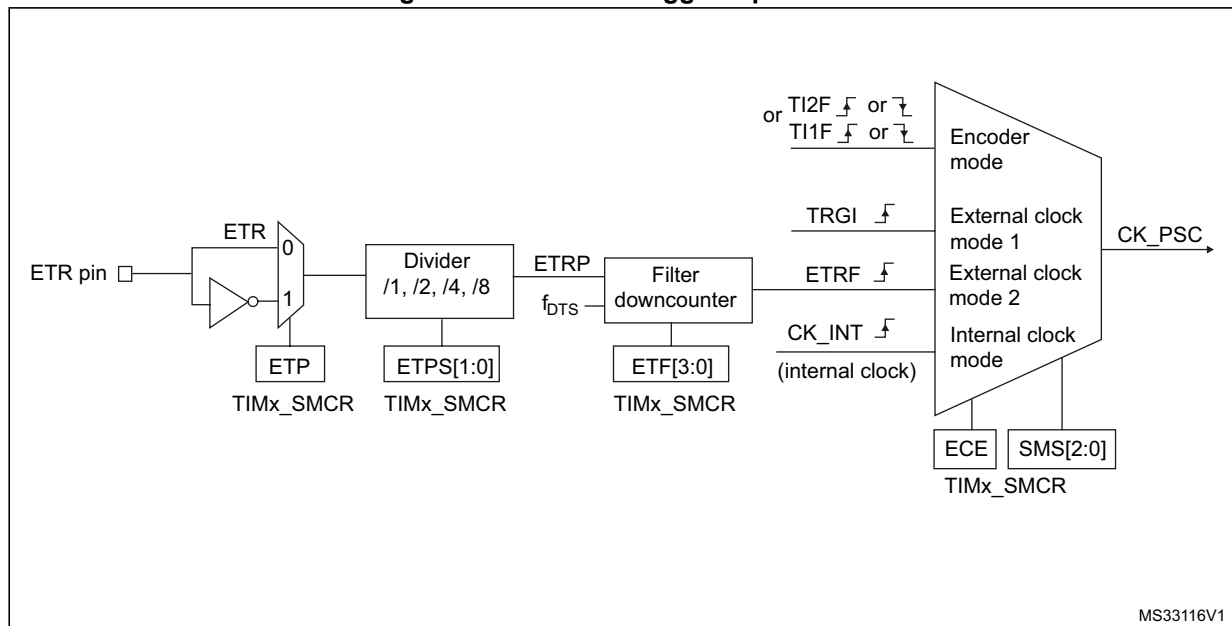 or TI2F or
TI1F or
Encoder
mode
TRGI
External clock
mode 1
CK_PSC
ETR
0
ETR pin
1
Divider
/1, /2, /4, /8
ETRP
fDTS
Filter
downcounter
ETRF
External clock
mode 2
CK_INT
(internal clock)
Internal clock
mode
ETP
TIMx_SMCR
ETPS[1:0]
TIMx_SMCR
ETF[3:0]
TIMx_SMCR
ECE
SMS[2:0]
TIMx_SMCR
MS33116V1